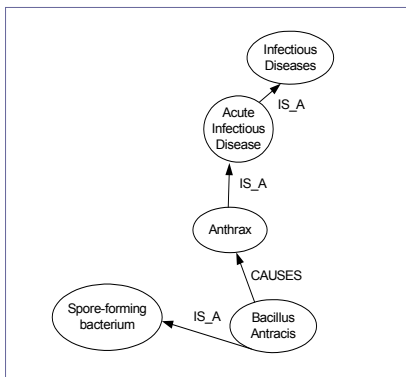 Infectious
Diseases
IS_A
Acute
Infectious
Disease
IS_A
Anthrax
CAUSES
Spore-forming
bacterium
IS_A
Bacillus
Antracis